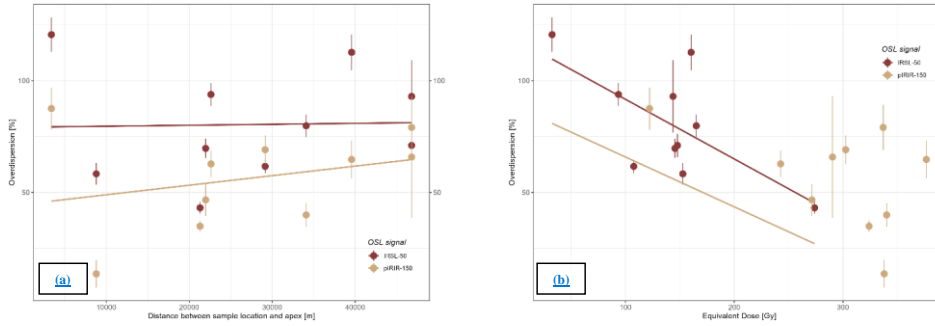 100
50
Overdispersion [%]
OSL signal
IRSL-50
pIRIR-150
(a)
10000
20000
30000
40000
Distance between sample location and apex [m]
100
50
OSL signal
IRSL-50
pIRIR-150
100
50
Overdispersion [%]
(b)
100
200
300
Equivalent Dose [Gy]